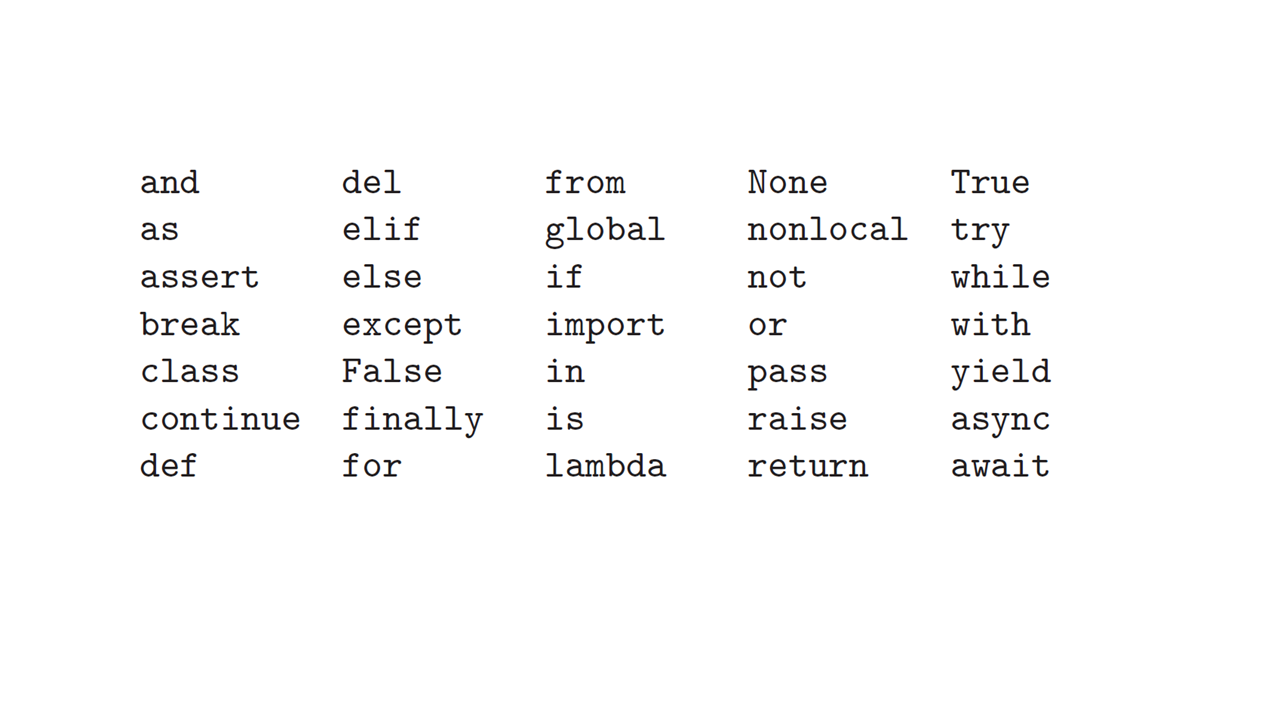 and del from None True
as elif global nonlocal try
assert else if not while
break except import or with
class False in pass yield
continue finally is raise async
def for lambda return await